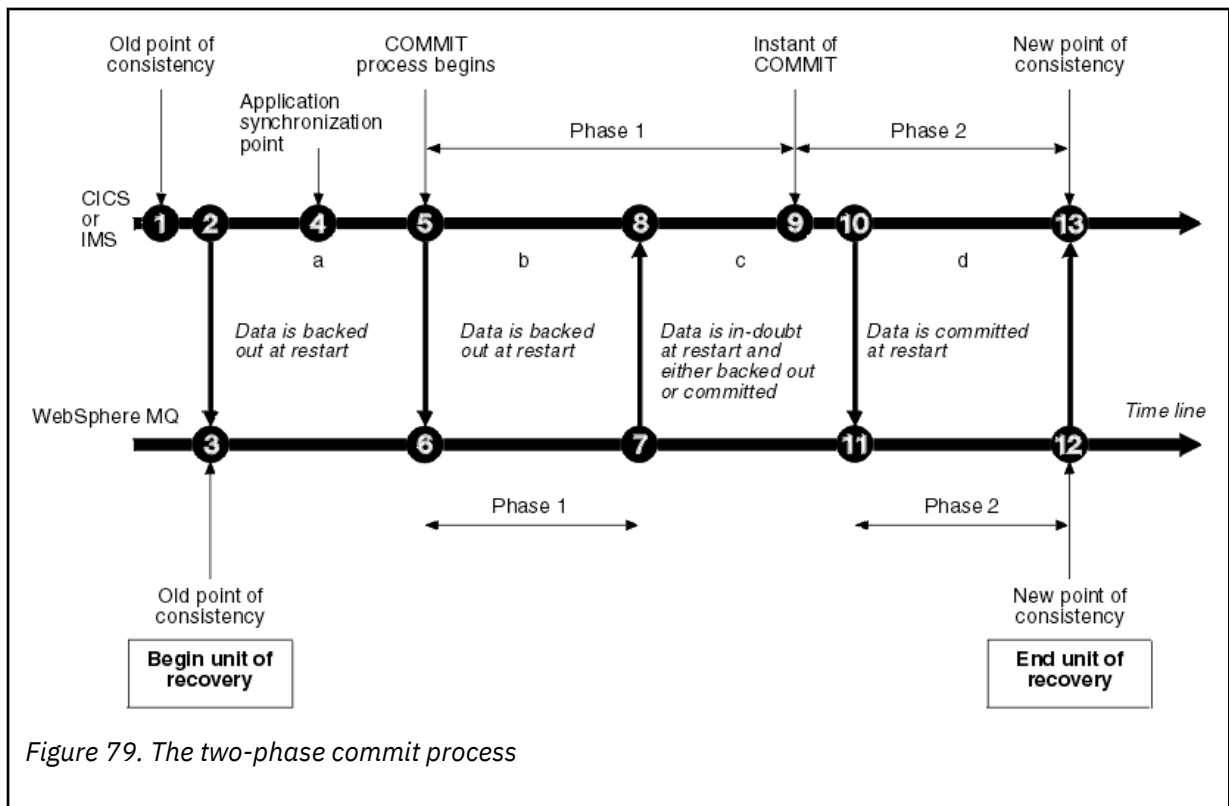 Old point of
consistency
COMMIT
process begins
Instant of
COMMIT
New point of
consistency
Application
synchronization
point
Phase 1
Phase 2
CICS
or
IMS
1
2
4
5
8
9
10
13
a
b
c
d
Data is backed
out at restart
Data is backed
out at restart
Data is in-doubt
at restart and
either backed out
or committed
Data is committed
at restart
WebSphere MQ
Time line
3
6
7
11
12
Phase 1
Phase 2
Old point of
consistency
New point of
consistency
Begin unit of
recovery
End unit of
recovery
Figure 79. The two-phase commit process